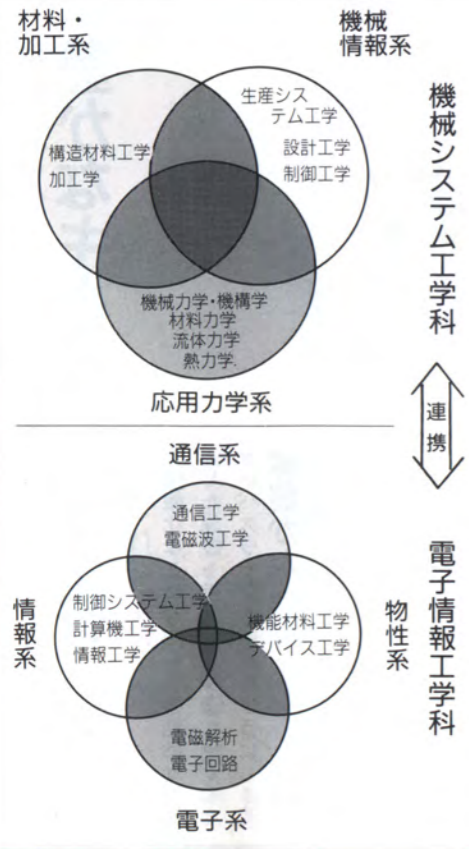 材料・
加工系
機械
情報系
生産シス
テム工学
設計工学
制御工学
構造材料工学
加工学
機械力学・機構学
材料力学
流体力学
熱力学.
応用力学系
機械システム工学科
連携
通信系
通信工学
電磁波工学
情報系
制御システム工学
計算機工学
情報工学
機能材料工学
デバイス工学
物性系
電磁解析
電子回路
電子系
電子情報工学科